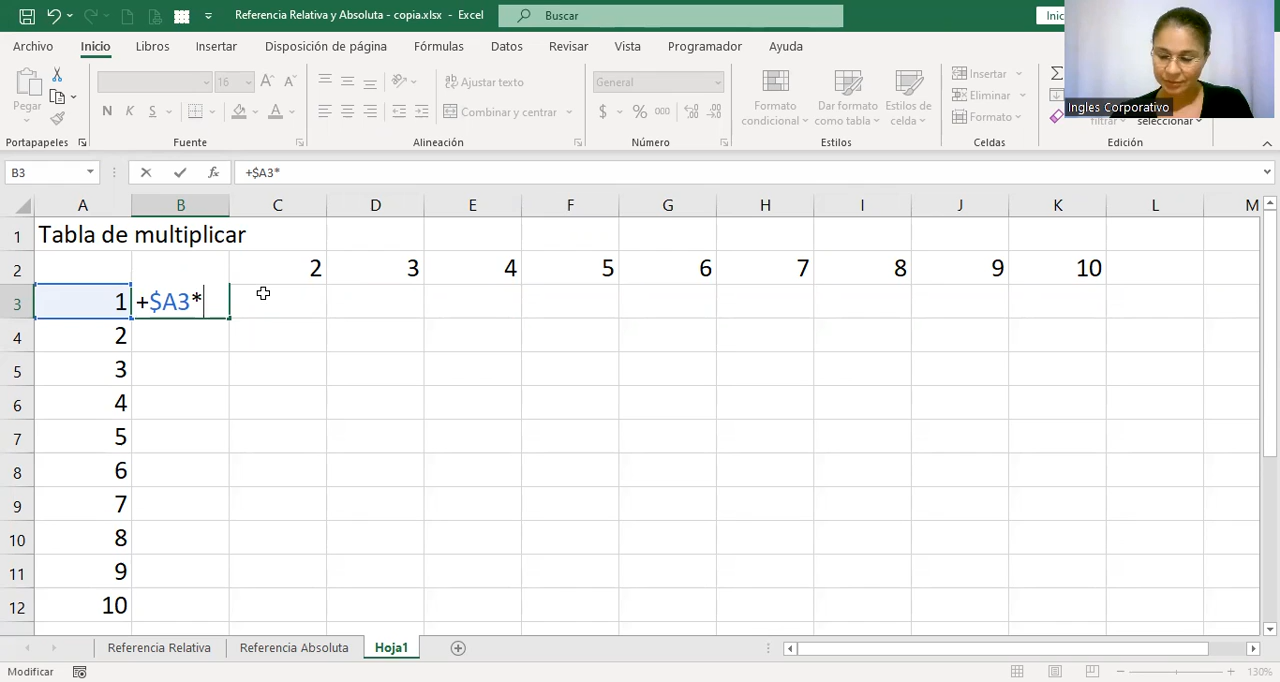 Referencia Relativa y Absoluta - copia.xlsx - Excel
Buscar
Inic
Archivo Inicio Libros Insertar Disposición de página Fórmulas Datos Revisar Vista Programador Ayuda
Pegar
16 A A
N K S A
Ajustar texto
Combinar y centrar
General
$ % 000
Formato condicional
Dar formato como tabla
Estilos de celda
Insertar
Eliminar
Formato
Σ
filtrar
seleccionar
Ingles Corporativo
Portapapeles Fuente Alineación Número Estilos Celdas Edición
B3 fx +$A3*
A B C D E F G H I J K L M
1 Tabla de multiplicar
2 2 3 4 5 6 7 8 9 10
3 1 +$A3*
4 2
5 3
6 4
7 5
8 6
9 7
10 8
11 9
12 10
Referencia Relativa Referencia Absoluta Hoja1
Modificar 130%